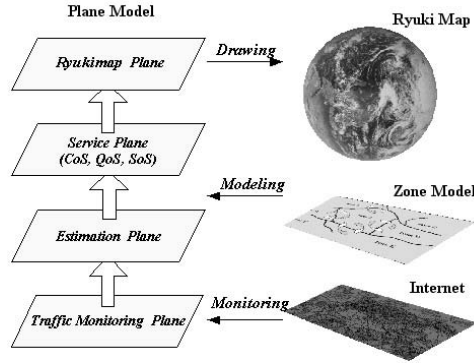 Plane Model
Ryuki Map
Ryukimap Plane
Drawing
Service Plane
(CoS, QoS, SoS)
Modeling
Zone Model
Estimation Plane
Internet
Monitoring
Traffic Monitoring Plane